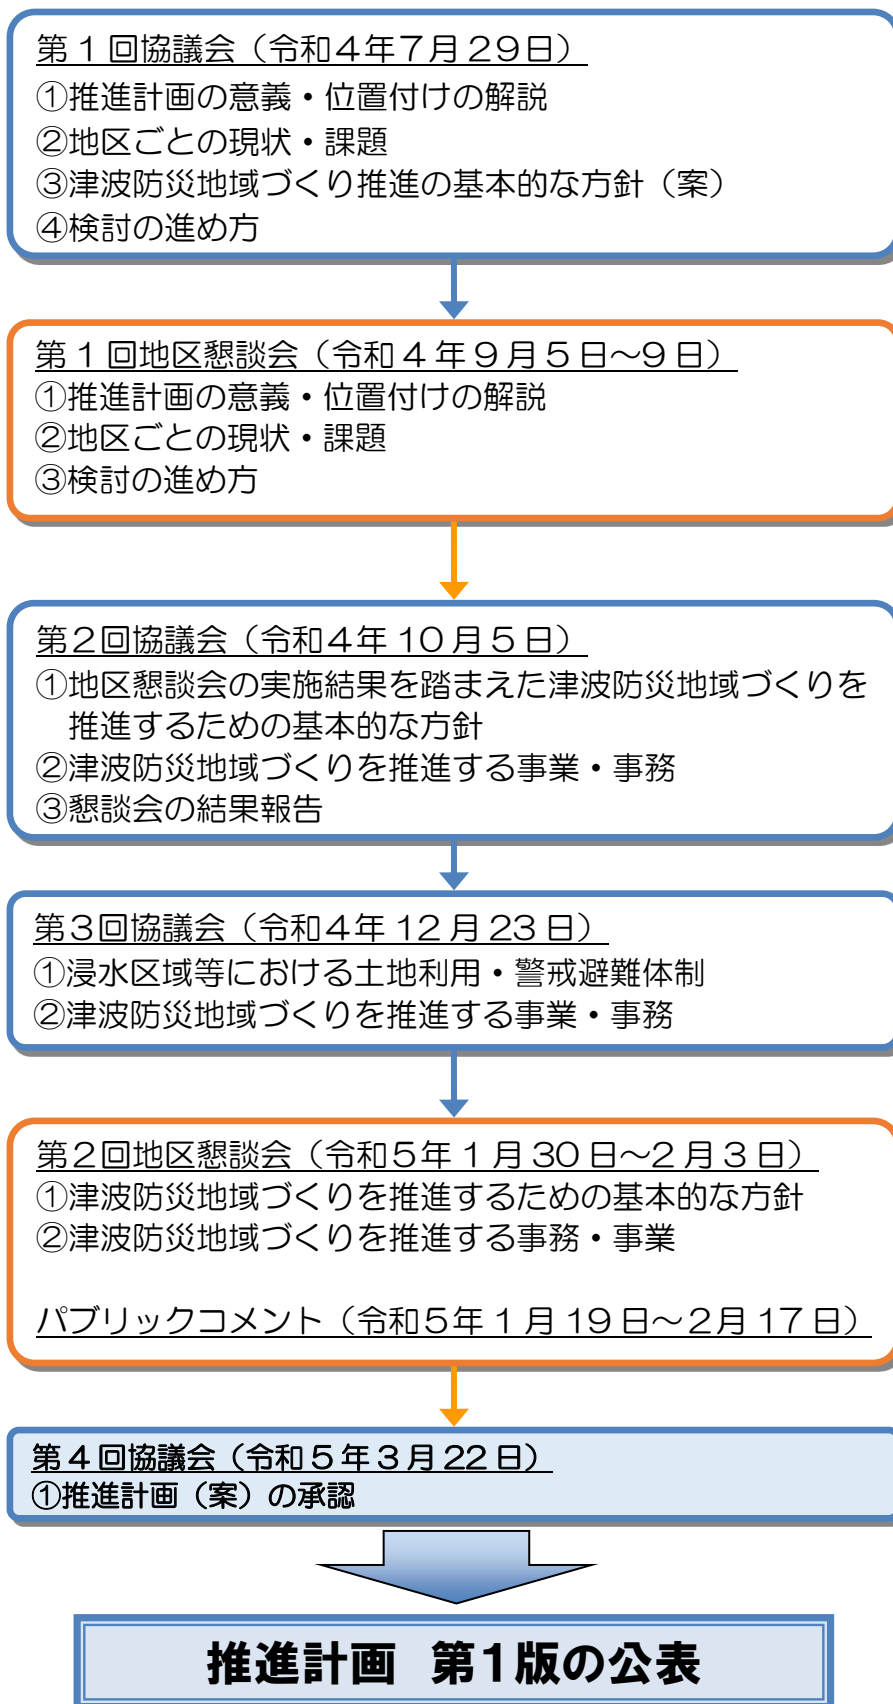 第１回協議会（令和４年７月２９日）
①推進計画の意義・位置付けの解説
②地区ごとの現状・課題
③津波防災地域づくり推進の基本的な方針（案）
④検討の進め方
第１回地区懇談会（令和４年９月５日～９日）
①推進計画の意義・位置付けの解説
②地区ごとの現状・課題
③検討の進め方
第２回協議会（令和４年１０月５日）
①地区懇談会の実施結果を踏まえた津波防災地域づくりを
推進するための基本的な方針
②津波防災地域づくりを推進する事業・事務
③懇談会の結果報告
第３回協議会（令和４年１２月２３日）
①浸水区域等における土地利用・警戒避難体制
②津波防災地域づくりを推進する事業・事務
第２回地区懇談会（令和５年１月３０日～２月３日）
①津波防災地域づくりを推進するための基本的な方針
②津波防災地域づくりを推進する事務・事業
パブリックコメント（令和５年１月１９日～２月１７日）
第４回協議会（令和５年３月２２日）
①推進計画（案）の承認
推進計画　第１版の公表